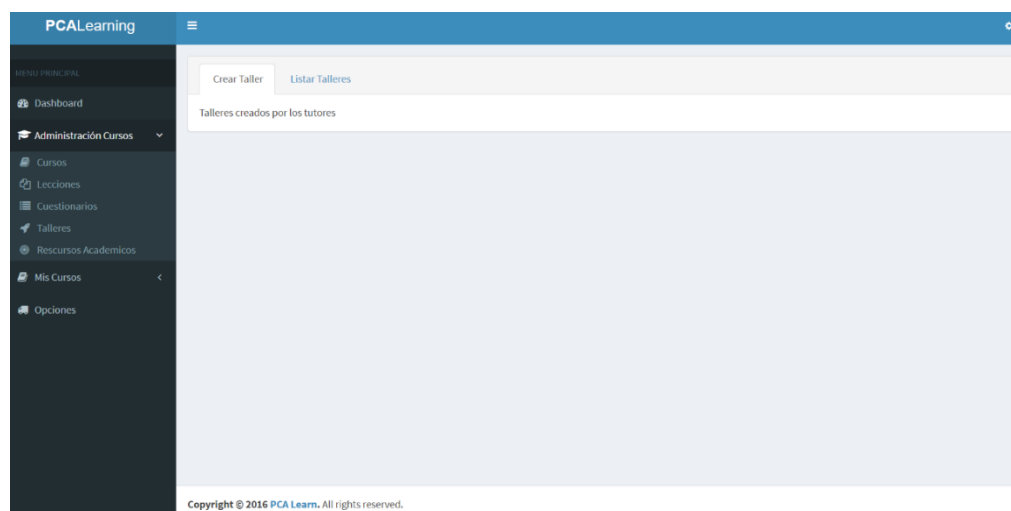 PCALearning
MENU PRINCIPAL
Dashboard
Administración Cursos
Cursos
Lecciones
Cuestionarios
Talleres
Rescursos Academicos
Mis Cursos
Opciones
Crear Taller
Listar Talleres
Talleres creados por los tutores
Copyright © 2016 PCA Learn. All rights reserved.